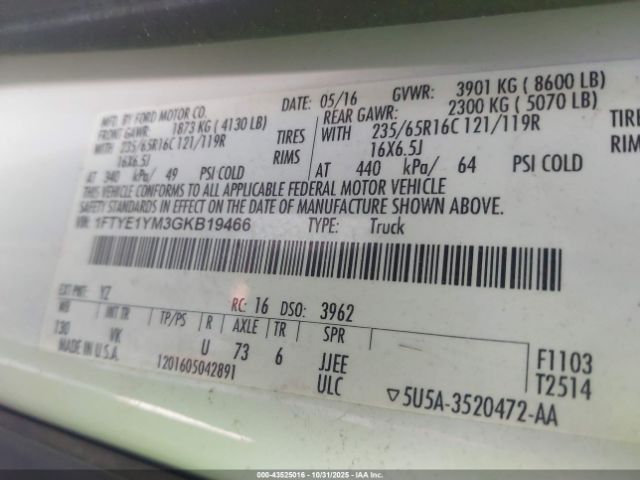 MFD. BY FORD MOTOR CO.
DATE: 05/16 GVWR: 3901 KG ( 8600 LB)
FRONT GAWR: 1873 KG ( 4130 LB) REAR GAWR: 2300 KG ( 5070 LB)
WITH 235/65R16C 121/119R TIRES WITH 235/65R16C 121/119R TIRES
16X6.5J RIMS 16X6.5J RIMS
AT 340 kPa/ 49 PSI COLD AT 440 kPa/ 64 PSI COLD
THIS VEHICLE CONFORMS TO ALL APPLICABLE FEDERAL MOTOR VEHICLE
SAFETY STANDARDS IN EFFECT ON THE DATE OF MANUFACTURE SHOWN ABOVE.
VIN: 1FTYE1YM3GKB19466 TYPE: Truck
EXT PNT: YZ RC: 16 DSO: 3962
WB INT TR TP/PS R AXLE TR SPR
130 VK U 73 6 JJEE F1103
MADE IN U.S.A. 1201605042891 ULC T2514
▽5U5A-3520472-AA
000-43525016 - 10/31/2025 - IAA Inc.